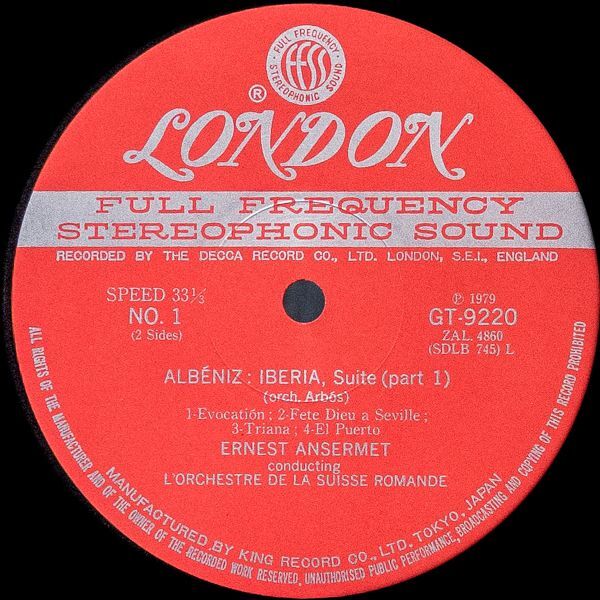 FULL FREQUENCY
ffss
STEREOPHONIC SOUND
®
LONDON
FULL FREQUENCY
STEREOPHONIC SOUND
RECORDED BY THE DECCA RECORD CO., LTD. LONDON, S.E.I., ENGLAND
SPEED 33⅓
NO. 1
(2 Sides)
℗ 1979
GT-9220
ZAL. 4860
(SDLB 745) L
ALBÉNIZ : IBERIA, Suite (part 1)
(orch. Arbós)
1-Evocatión ; 2-Fete Dieu a Seville ;
3-Triana ; 4-El Puerto
ERNEST ANSERMET
conducting
L'ORCHESTRE DE LA SUISSE ROMANDE
MANUFACTURED BY KING RECORD CO., LTD. TOKYO, JAPAN
ALL RIGHTS OF THE MANUFACTURER AND OF THE OWNER OF THE RECORDED WORK RESERVED. UNAUTHORISED PUBLIC PERFORMANCE, BROADCASTING AND COPYING OF THIS RECORD PROHIBITED